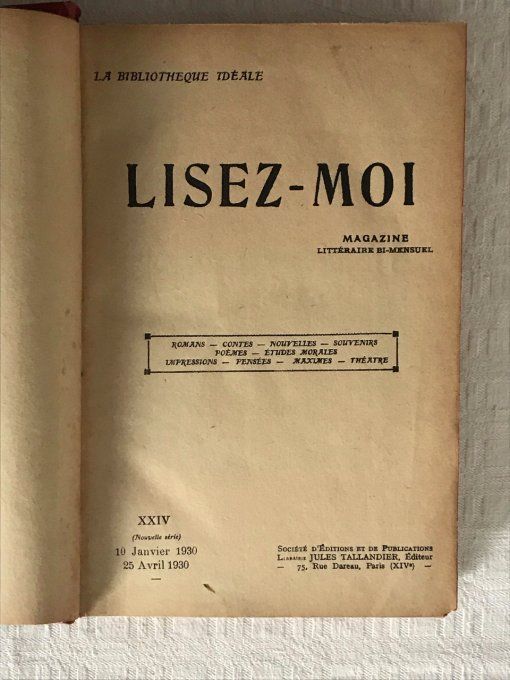 LA BIBLIOTHEQUE IDÉALE
LISEZ-MOI
MAGAZINE
LITTÉRAIRE BI-MENSUEL
ROMANS — CONTES — NOUVELLES — SOUVENIRS
POÈMES — ÉTUDES MORALES
IMPRESSIONS — PENSÉES — MAXIMES — THÉATRE
XXIV
(Nouvelle série)
10 Janvier 1930
25 Avril 1930
—
SOCIÉTÉ D'ÉDITIONS ET DE PUBLICATIONS
LIBRAIRIE JULES TALLANDIER, Éditeur
— 75, Rue Dareau, Paris (XIVe) —